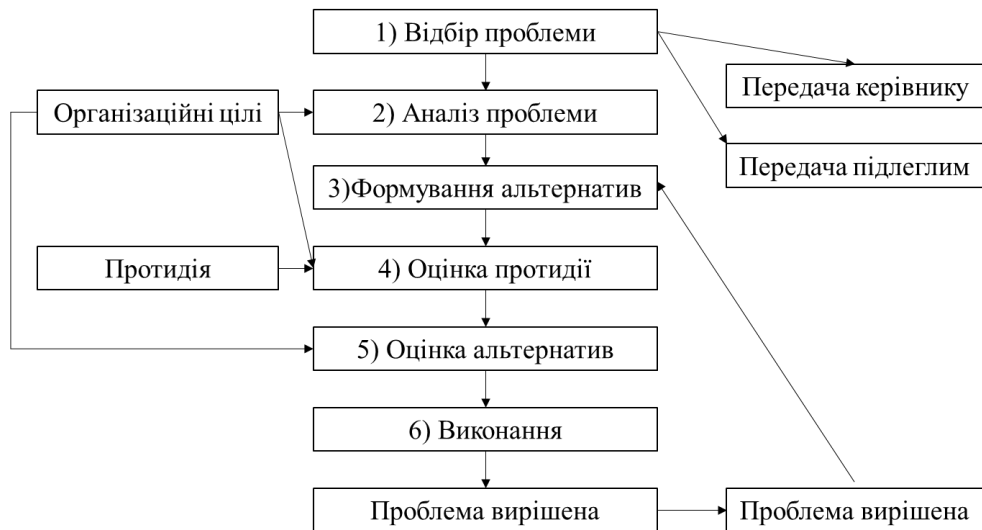 1) Відбір проблеми
Передача керівнику
Організаційні цілі
2) Аналіз проблеми
Передача підлеглим
3)Формування альтернатив
Протидія
4) Оцінка протидії
5) Оцінка альтернатив
6) Виконання
Проблема вирішена
Проблема вирішена